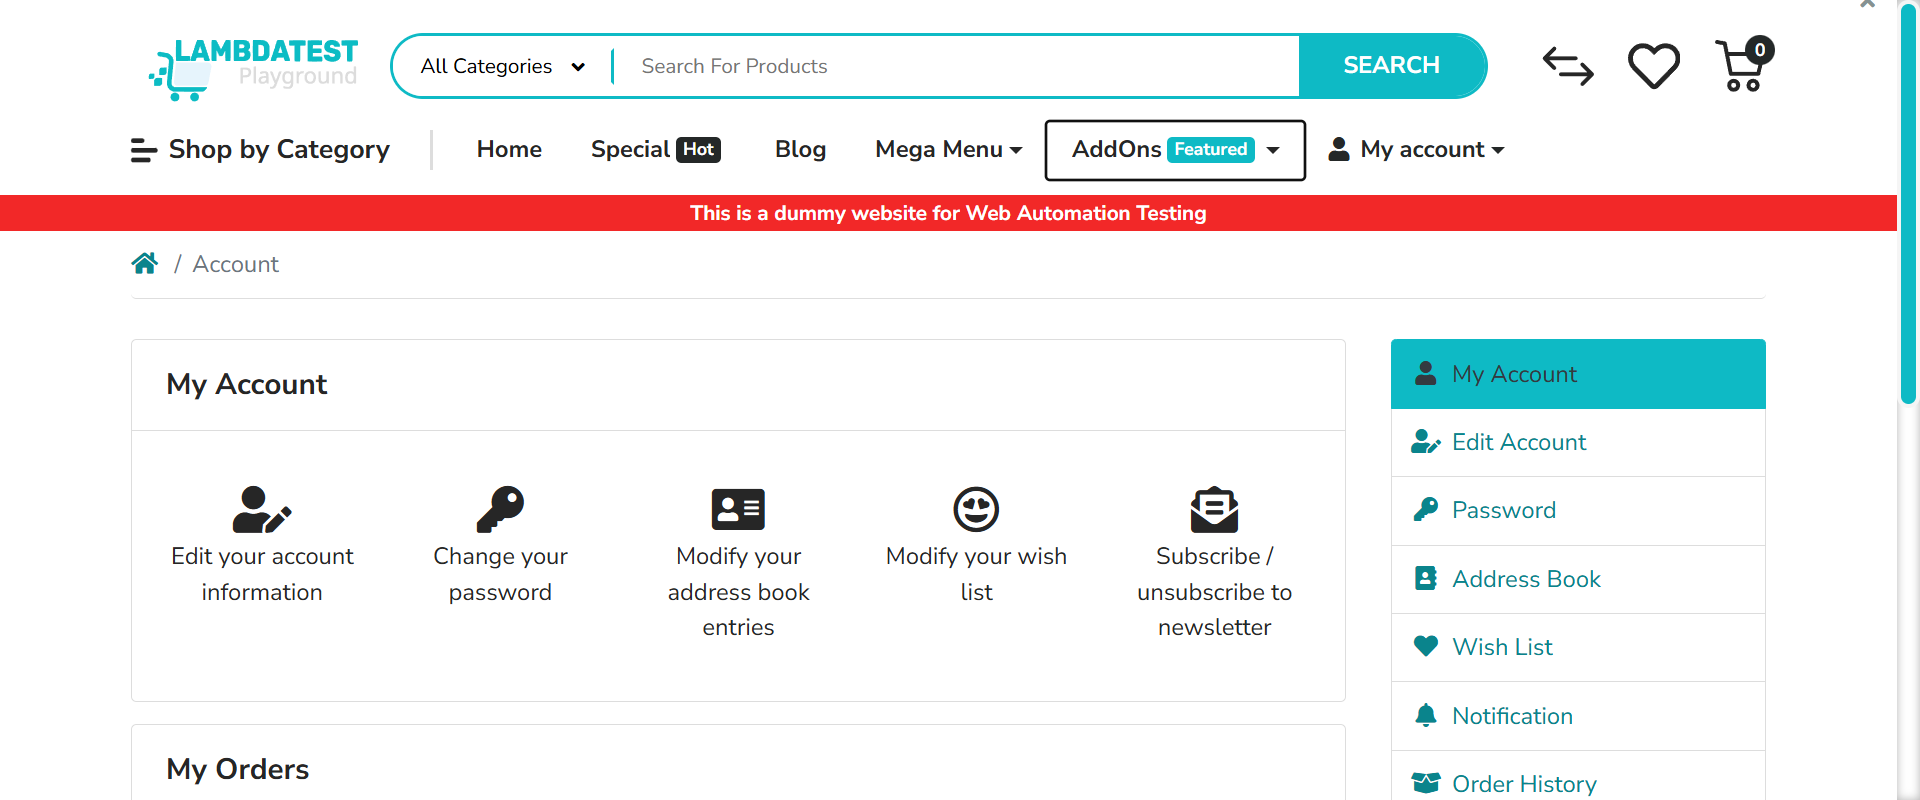 LAMBDATEST
Playground
All Categories
Search For Products
SEARCH
0
Shop by Category
Home
Special Hot
Blog
Mega Menu
AddOns Featured
My account
This is a dummy website for Web Automation Testing
/ Account
My Account
Edit your account
information
Change your
password
Modify your
address book
entries
Modify your wish
list
Subscribe /
unsubscribe to
newsletter
My Orders
My Account
Edit Account
Password
Address Book
Wish List
Notification
Order History